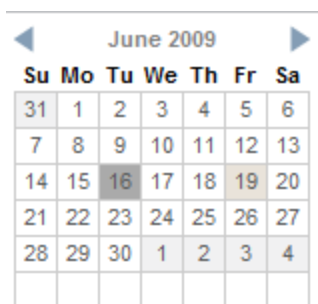 June 2009
Su Mo Tu We Th Fr Sa
31 1 2 3 4 5 6
7 8 9 10 11 12 13
14 15 16 17 18 19 20
21 22 23 24 25 26 27
28 29 30 1 2 3 4